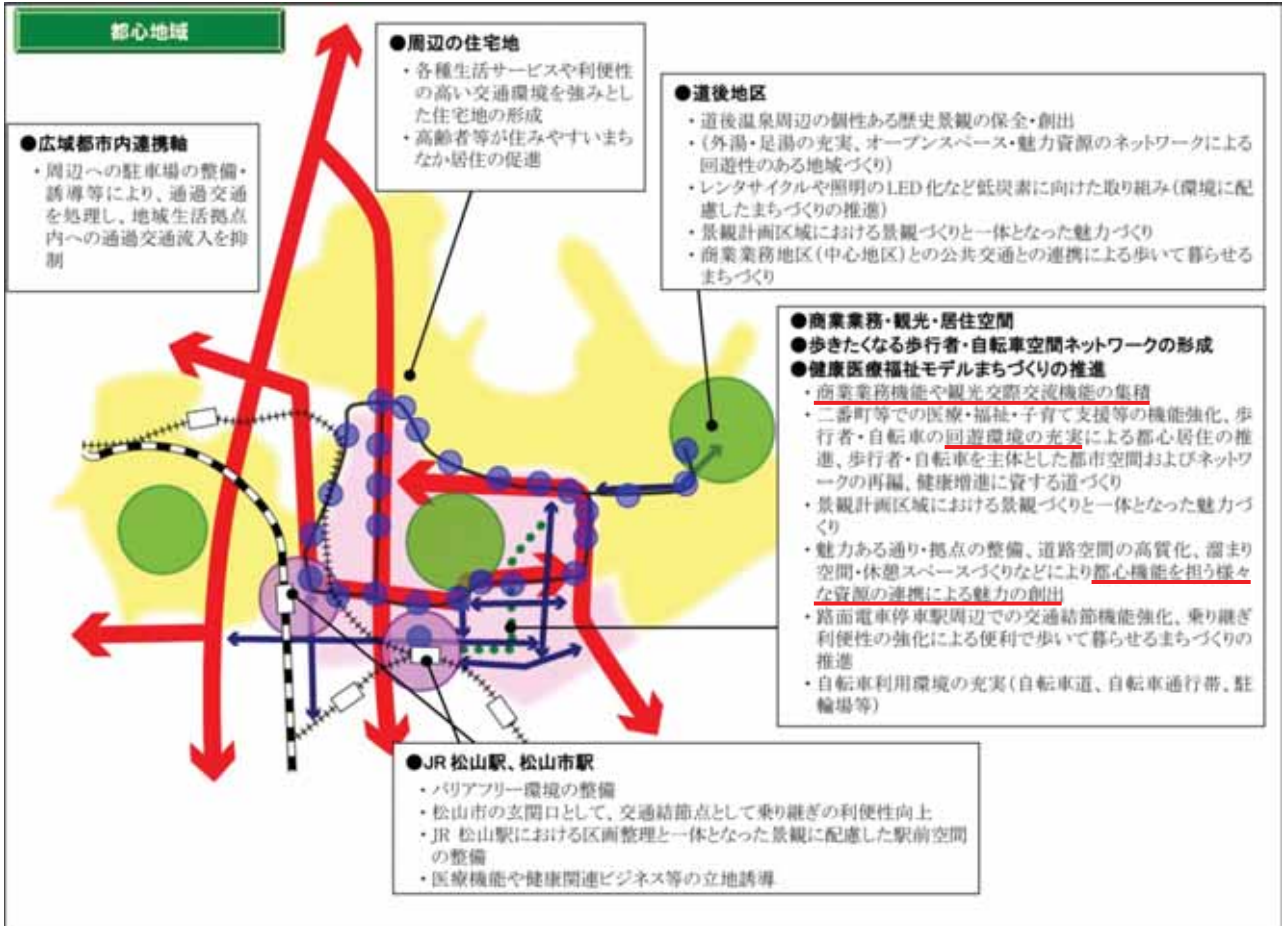 都心地域
●周辺の住宅地
・各種生活サービスや利便性
の高い交通環境を強みとし
た住宅地の形成
・高齢者等が住みやすいまち
なか居住の促進
●広域都市内連携軸
・周辺への駐車場の整備・
誘導等により、通過交通
を処理し、地域生活拠点
内への通過交通流入を抑
制
●道後地区
・道後温泉周辺の個性ある歴史景観の保全・創出
・（外湯・足湯の充実、オープンスペース・魅力資源のネットワークによる
回遊性のある地域づくり
・レンタサイクルや照明のLED化など低炭素に向けた取り組み（環境に配
慮したまちづくりの推進）
・景観計画区域における景観づくりと一体となった魅力づくり
・商業業務地区（中心地区）との公共交通との連携による歩いて暮らせる
まちづくり
●商業業務・観光・居住空間
●歩きたくなる歩行者・自転車空間ネットワークの形成
●健康医療福祉モデルまちづくりの推進
・商業業務機能や観光交際交流機能の集積
・二番町等での医療・福祉・子育て支援等の機能強化、歩
行者・自転車の回遊環境の充実による都心居住の推
進、歩行者・自転車を主体とした都市空間およびネットワ
ークの再編、健康増進に資する道づくり
・景観計画区域における景観づくりと一体となった魅力づ
くり
・魅力ある通り・拠点の整備、道路空間の高質化、溜まり
空間・休憩スペースづくりなどにより都心機能を担う様々
な資源の連携による魅力の創出
・路面電車停車駅周辺での交通結節機能強化、乗り継ぎ
利便性の強化による便利で歩いて暮らせるまちづくりの
推進
・自転車利用環境の充実（自転車道、自転車通行帯、駐
輪場等）
●JR松山駅、松山市駅
・バリアフリー環境の整備
・松山市の玄関口として、交通結節点として乗り継ぎの利便性向上
・JR 松山駅における区画整理と一体となった景観に配慮した駅前空間
の整備
・医療機能や健康関連ビジネス等の立地誘導